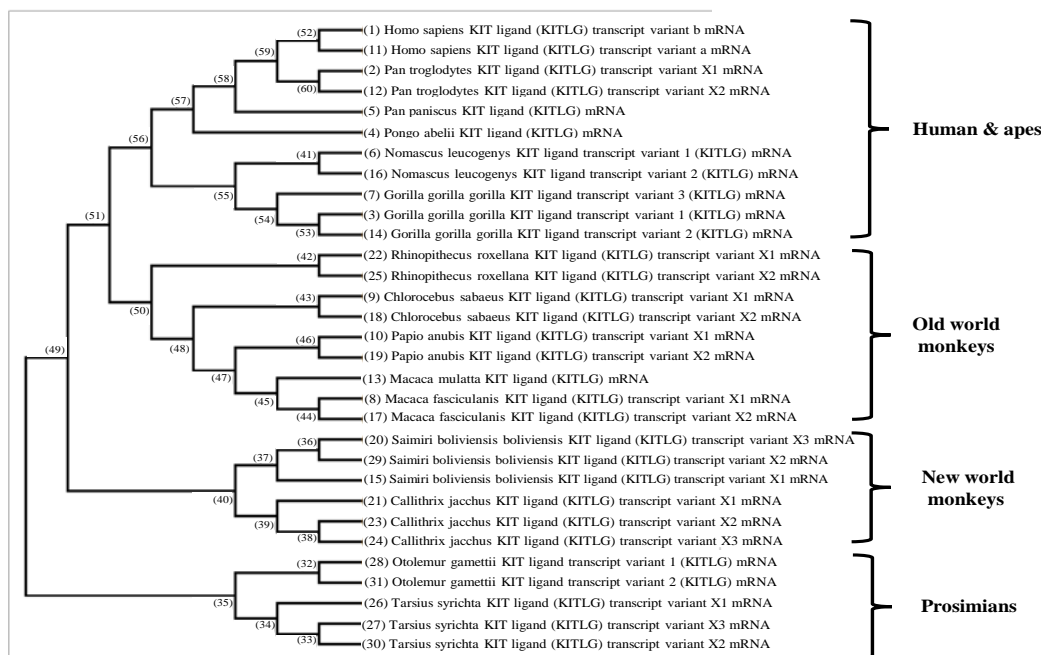 (1) Homo sapiens KIT ligand (KITLG) transcript variant b mRNA
(11) Homo sapiens KIT ligand (KITLG) transcript variant a mRNA
(2) Pan troglodytes KIT ligand (KITLG) transcript variant X1 mRNA
(12) Pan troglodytes KIT ligand (KITLG) transcript variant X2 mRNA
(5) Pan paniscus KIT ligand (KITLG) mRNA
(4) Pongo abelii KIT ligand (KITLG) mRNA
(6) Nomascus leucogenys KIT ligand transcript variant 1 (KITLG) mRNA
(16) Nomascus leucogenys KIT ligand transcript variant 2 (KITLG) mRNA
(7) Gorilla gorilla gorilla KIT ligand transcript variant 3 (KITLG) mRNA
(3) Gorilla gorilla gorilla KIT ligand transcript variant 1 (KITLG) mRNA
(14) Gorilla gorilla gorilla KIT ligand transcript variant 2 (KITLG) mRNA
(22) Rhinopithecus roxellana KIT ligand (KITLG) transcript variant X1 mRNA
(25) Rhinopithecus roxellana KIT ligand (KITLG) transcript variant X2 mRNA
(9) Chlorocebus sabaeus KIT ligand (KITLG) transcript variant X1 mRNA
(18) Chlorocebus sabaeus KIT ligand (KITLG) transcript variant X2 mRNA
(10) Papio anubis KIT ligand (KITLG) transcript variant X1 mRNA
(19) Papio anubis KIT ligand (KITLG) transcript variant X2 mRNA
(13) Macaca mulatta KIT ligand (KITLG) mRNA
(8) Macaca fascicularis KIT ligand (KITLG) transcript variant X1 mRNA
(17) Macaca fascicularis KIT ligand (KITLG) transcript variant X2 mRNA
(20) Saimiri boliviensis boliviensis KIT ligand (KITLG) transcript variant X3 mRNA
(29) Saimiri boliviensis boliviensis KIT ligand (KITLG) transcript variant X2 mRNA
(15) Saimiri boliviensis boliviensis KIT ligand (KITLG) transcript variant X1 mRNA
(21) Callithrix jacchus KIT ligand (KITLG) transcript variant X1 mRNA
(23) Callithrix jacchus KIT ligand (KITLG) transcript variant X2 mRNA
(24) Callithrix jacchus KIT ligand (KITLG) transcript variant X3 mRNA
(28) Otolemur gamettii KIT ligand transcript variant 1 (KITLG) mRNA
(31) Otolemur gamettii KIT ligand transcript variant 2 (KITLG) mRNA
(26) Tarsius syrichta KIT ligand (KITLG) transcript variant X1 mRNA
(27) Tarsius syrichta KIT ligand (KITLG) transcript variant X3 mRNA
(30) Tarsius syrichta KIT ligand (KITLG) transcript variant X2 mRNA
(52)
(59)
(58)
(60)
(57)
(56)
(41)
(55)
(54)
(53)
(51)
(42)
(50)
(43)
(48)
(46)
(47)
(45)
(44)
(49)
(36)
(37)
(40)
(39)
(38)
(32)
(35)
(34)
(33)
Human & apes
Old world
monkeys
New world
monkeys
Prosimians